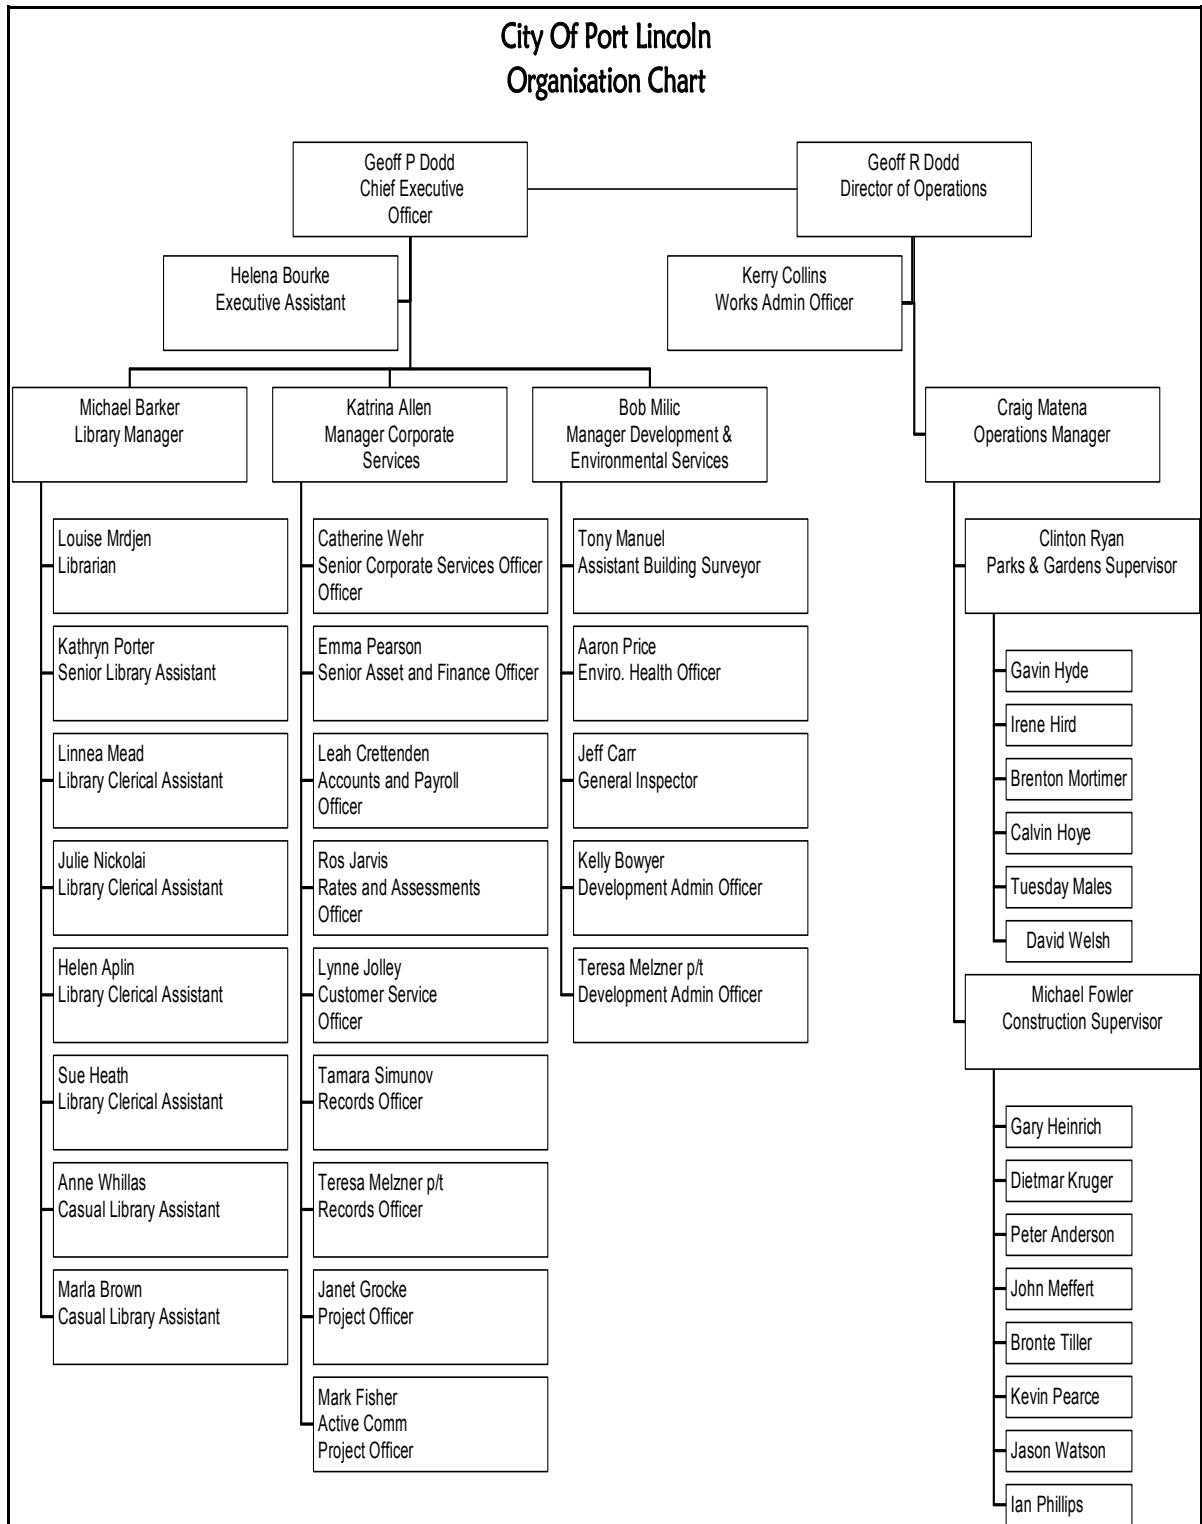 City Of Port Lincoln
Organisation Chart
Geoff P Dodd
Chief Executive
Officer
Geoff R Dodd
Director of Operations
Helena Bourke
Executive Assistant
Kerry Collins
Works Admin Officer
Michael Barker
Library Manager
Katrina Allen
Manager Corporate
Services
Bob Milic
Manager Development &
Environmental Services
Craig Matena
Operations Manager
Louise Mrdjen
Librarian
Kathryn Porter
Senior Library Assistant
Linnea Mead
Library Clerical Assistant
Julie Nickolai
Library Clerical Assistant
Helen Aplin
Library Clerical Assistant
Sue Heath
Library Clerical Assistant
Anne Whillas
Casual Library Assistant
Marla Brown
Casual Library Assistant
Catherine Wehr
Senior Corporate Services Officer
Officer
Emma Pearson
Senior Asset and Finance Officer
Leah Crettenden
Accounts and Payroll
Officer
Ros Jarvis
Rates and Assessments
Officer
Lynne Jolley
Customer Service
Officer
Tamara Simunov
Records Officer
Teresa Melzner p/t
Records Officer
Janet Grocke
Project Officer
Mark Fisher
Active Comm
Project Officer
Tony Manuel
Assistant Building Surveyor
Aaron Price
Enviro. Health Officer
Jeff Carr
General Inspector
Kelly Bowyer
Development Admin Officer
Teresa Melzner p/t
Development Admin Officer
Clinton Ryan
Parks & Gardens Supervisor
Gavin Hyde
Irene Hird
Brenton Mortimer
Calvin Hoye
Tuesday Males
David Welsh
Michael Fowler
Construction Supervisor
Gary Heinrich
Dietmar Kruger
Peter Anderson
John Meffert
Bronte Tiller
Kevin Pearce
Jason Watson
Ian Phillips